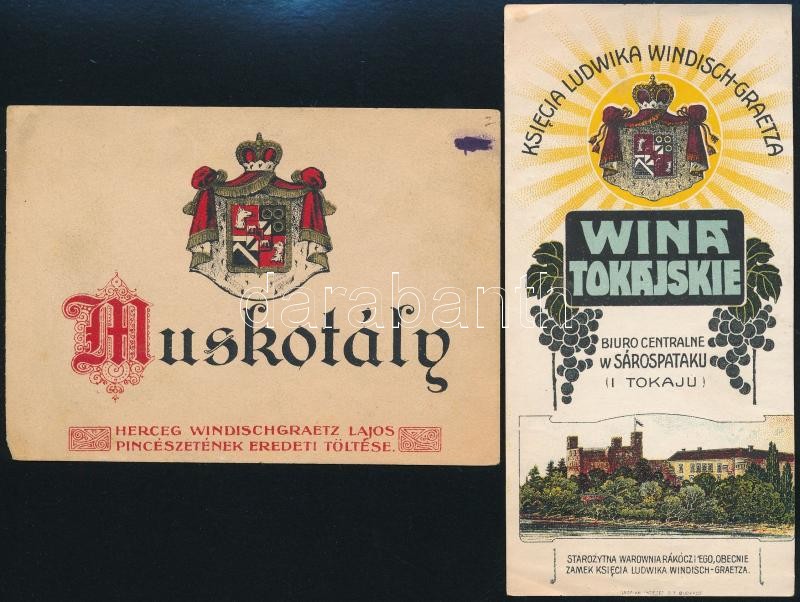 Muskotály
HERCEG WINDISCHGRAETZ LAJOS
PINCÉSZETÉNEK EREDETI TÖLTÉSE.
KSIĘCIA LUDWIKA WINDISCH-GRAETZA
WINA
TOKAJSKIE
BIURO CENTRALNE
W SÁROSPATAKU
(I TOKAJU)
STAROŻYTNA WAROWNIA RÁKÓCZI'EGO, OBECNIE
ZAMEK KSIĘCIA LUDWIKA WINDISCH-GRAETZA.
darabanth